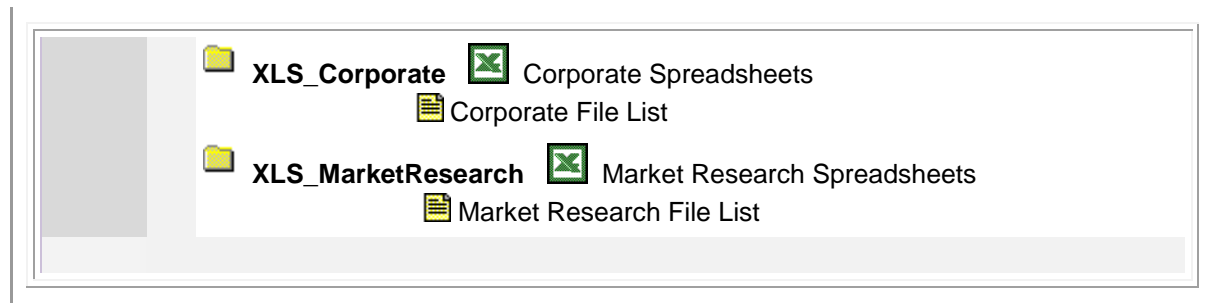 XLS_Corporate Corporate Spreadsheets
Corporate File List
XLS_MarketResearch Market Research Spreadsheets
Market Research File List